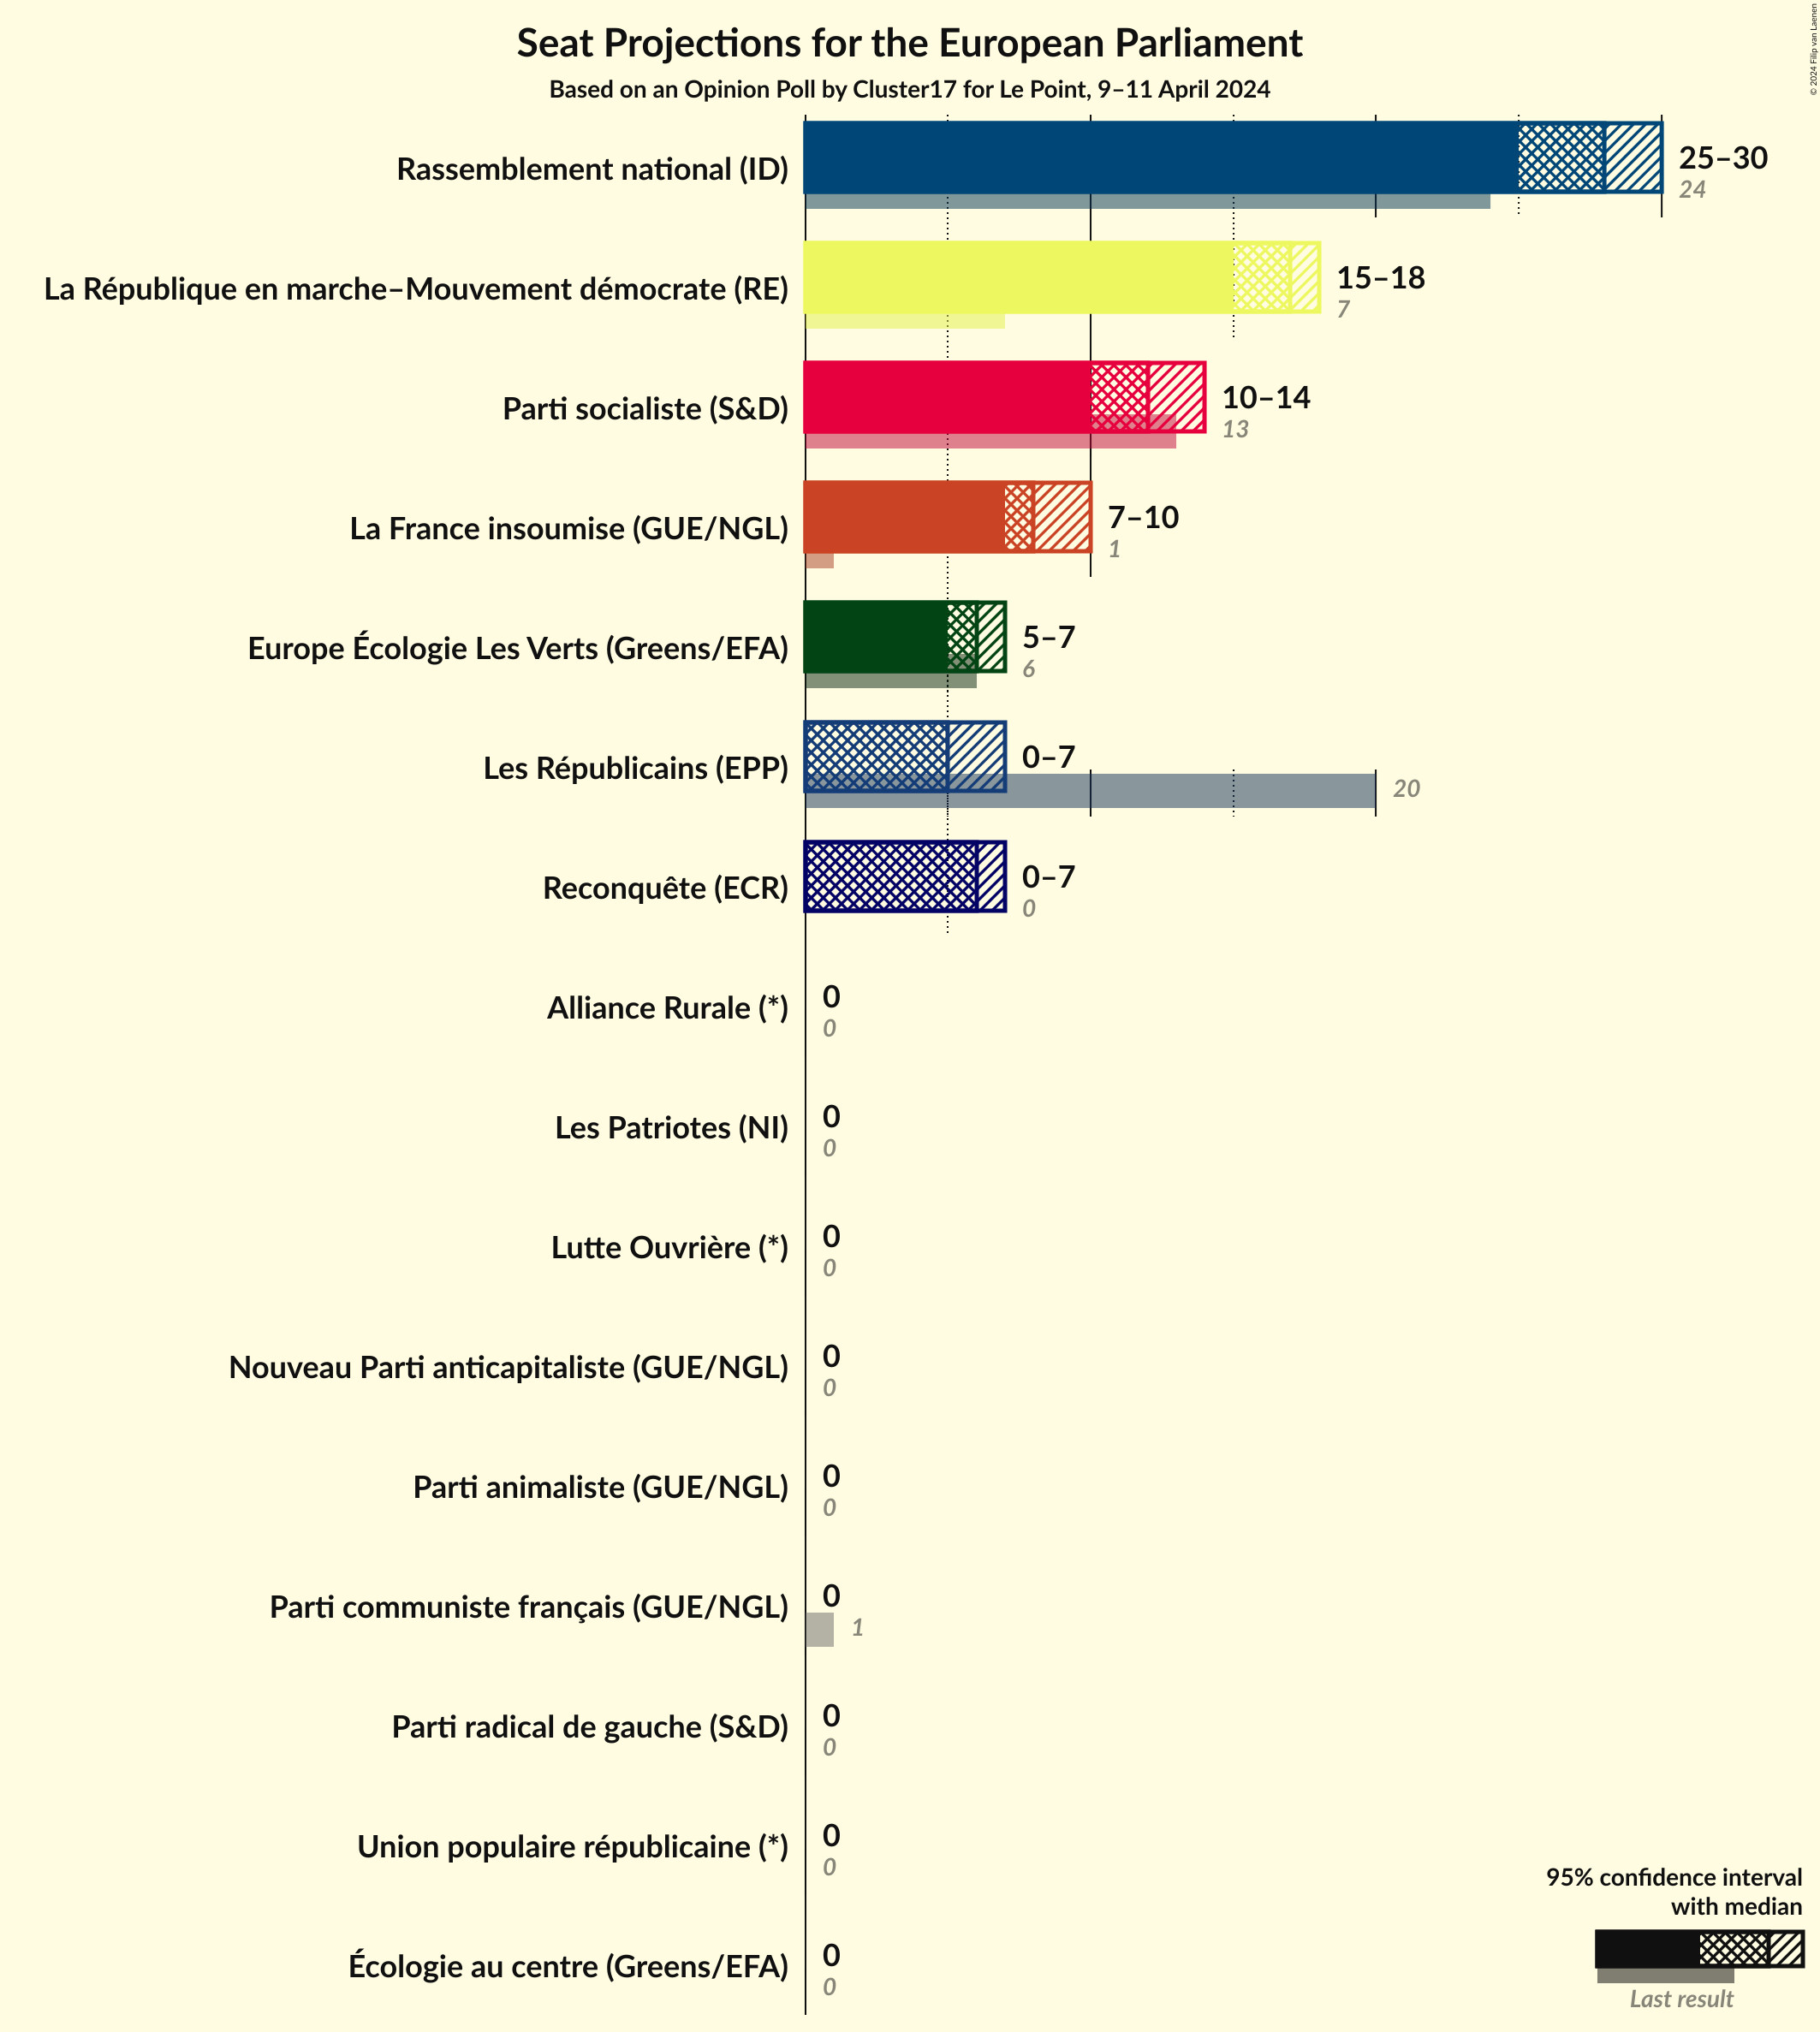 Seat Projections for the European Parliament
Based on an Opinion Poll by Cluster17 for Le Point, 9–11 April 2024
© 2024 Filip van Laenen
Rassemblement national (ID)
25–30
24
La République en marche–Mouvement démocrate (RE)
15–18
7
Parti socialiste (S&D)
10–14
13
La France insoumise (GUE/NGL)
7–10
1
Europe Écologie Les Verts (Greens/EFA)
5–7
6
Les Républicains (EPP)
0–7
20
Reconquête (ECR)
0–7
0
Alliance Rurale (*)
0
0
Les Patriotes (NI)
0
0
Lutte Ouvrière (*)
0
0
Nouveau Parti anticapitaliste (GUE/NGL)
0
0
Parti animaliste (GUE/NGL)
0
0
Parti communiste français (GUE/NGL)
0
1
Parti radical de gauche (S&D)
0
0
Union populaire républicaine (*)
0
0
Écologie au centre (Greens/EFA)
0
0
95% confidence interval
with median
Last result